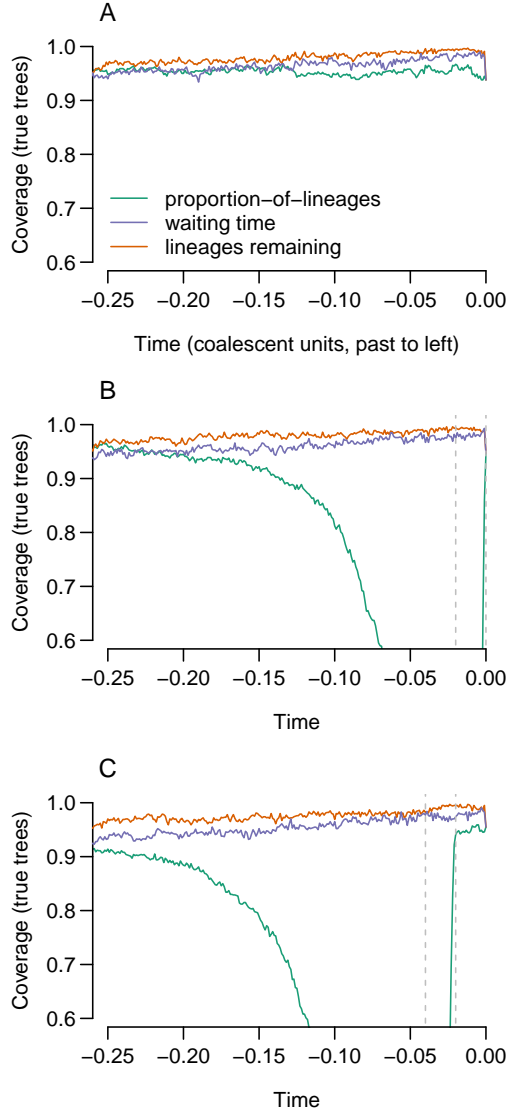 A
Coverage (true trees)
1.0
0.9
0.8
0.7
0.6
proportion−of−lineages
waiting time
lineages remaining
−0.25 −0.20 −0.15 −0.10 −0.05 0.00
Time (coalescent units, past to left)
B
Coverage (true trees)
1.0
0.9
0.8
0.7
0.6
−0.25 −0.20 −0.15 −0.10 −0.05 0.00
Time
C
Coverage (true trees)
1.0
0.9
0.8
0.7
0.6
−0.25 −0.20 −0.15 −0.10 −0.05 0.00
Time